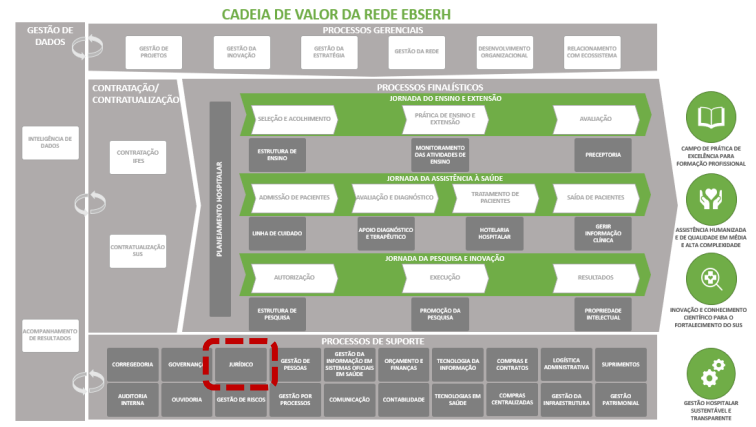 CADEIA DE VALOR DA REDE EBSERH
GESTÃO DE
DADOS
INTELIGÊNCIA DE
DADOS
ACOMPANHAMENTO
DE RESULTADOS
PROCESSOS GERENCIAIS
GESTÃO DE
PROJETOS
GESTÃO DA
INOVAÇÃO
GESTÃO DA
ESTRATÉGIA
GESTÃO DA REDE
DESENVOLVIMENTO
ORGANIZACIONAL
RELACIONAMENTO
COM ECOSISTEMA
CONTRATAÇÃO/
CONTRATUALIZAÇÃO
CONTRATAÇÃO
IFES
CONTRATUALIZAÇÃO
SUS
PROCESSOS FINALÍSTICOS
PLANEJAMENTO HOSPITALAR
JORNADA DO ENSINO E EXTENSÃO
SELEÇÃO E ACOLHIMENTO
PRÁTICA DE ENSINO E
EXTENSÃO
AVALIAÇÃO
ESTRUTURA DE
ENSINO
MONITORAMENTO
DAS ATIVIDADES DE
ENSINO
PRECEPTORIA
JORNADA DA ASSISTÊNCIA À SAÚDE
ADMISSÃO DE PACIENTES
AVALIAÇÃO E DIAGNÓSTICO
TRATAMENTO DE
PACIENTES
SAÍDA DE PACIENTES
LINHA DE CUIDADO
APOIO DIAGNÓSTICO
E TERAPÊUTICO
HOTELARIA
HOSPITALAR
GERIR
INFORMAÇÃO
CLÍNICA
JORNADA DA PESQUISA E INOVAÇÃO
AUTORIZAÇÃO
EXECUÇÃO
RESULTADOS
ESTRUTURA DE
PESQUISA
PROMOÇÃO DA
PESQUISA
PROPRIEDADE
INTELECTUAL
PROCESSOS DE SUPORTE
CORREGEDORIA
GOVERNANÇA
JURÍDICO
GESTÃO DE
PESSOAS
GESTÃO DA
INFORMAÇÃO EM
SISTEMAS OFICIAIS
EM SAÚDE
ORÇAMENTO E
FINANÇAS
TECNOLOGIA DA
INFORMAÇÃO
COMPRAS E
CONTRATOS
LOGÍSTICA
ADMINISTRATIVA
SUPRIMENTOS
AUDITORIA
INTERNA
OUVIDORIA
GESTÃO DE RISCOS
GESTÃO POR
PROCESSOS
COMUNICAÇÃO
CONTABILIDADE
TECNOLOGIAS EM
SAÚDE
COMPRAS
CENTRALIZADAS
GESTÃO DA
INFRAESTRUTURA
GESTÃO
PATRIMONIAL
CAMPO DE PRÁTICA DE
EXCELÊNCIA PARA
FORMAÇÃO PROFISSIONAL
ASSISTÊNCIA HUMANIZADA
E DE QUALIDADE EM MÉDIA
E ALTA COMPLEXIDADE
INOVAÇÃO E CONHECIMENTO
CIENTÍFICO PARA O
FORTALECIMENTO DO SUS
GESTÃO HOSPITALAR
SUSTENTÁVEL E
TRANSPARENTE